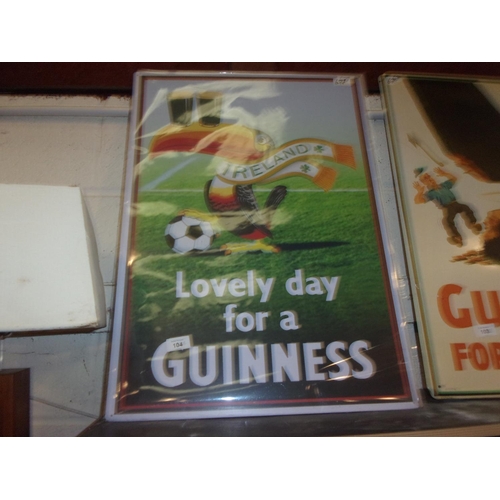 IRELAND
Lovely day
for a
104
GUINNESS
GU
FOR